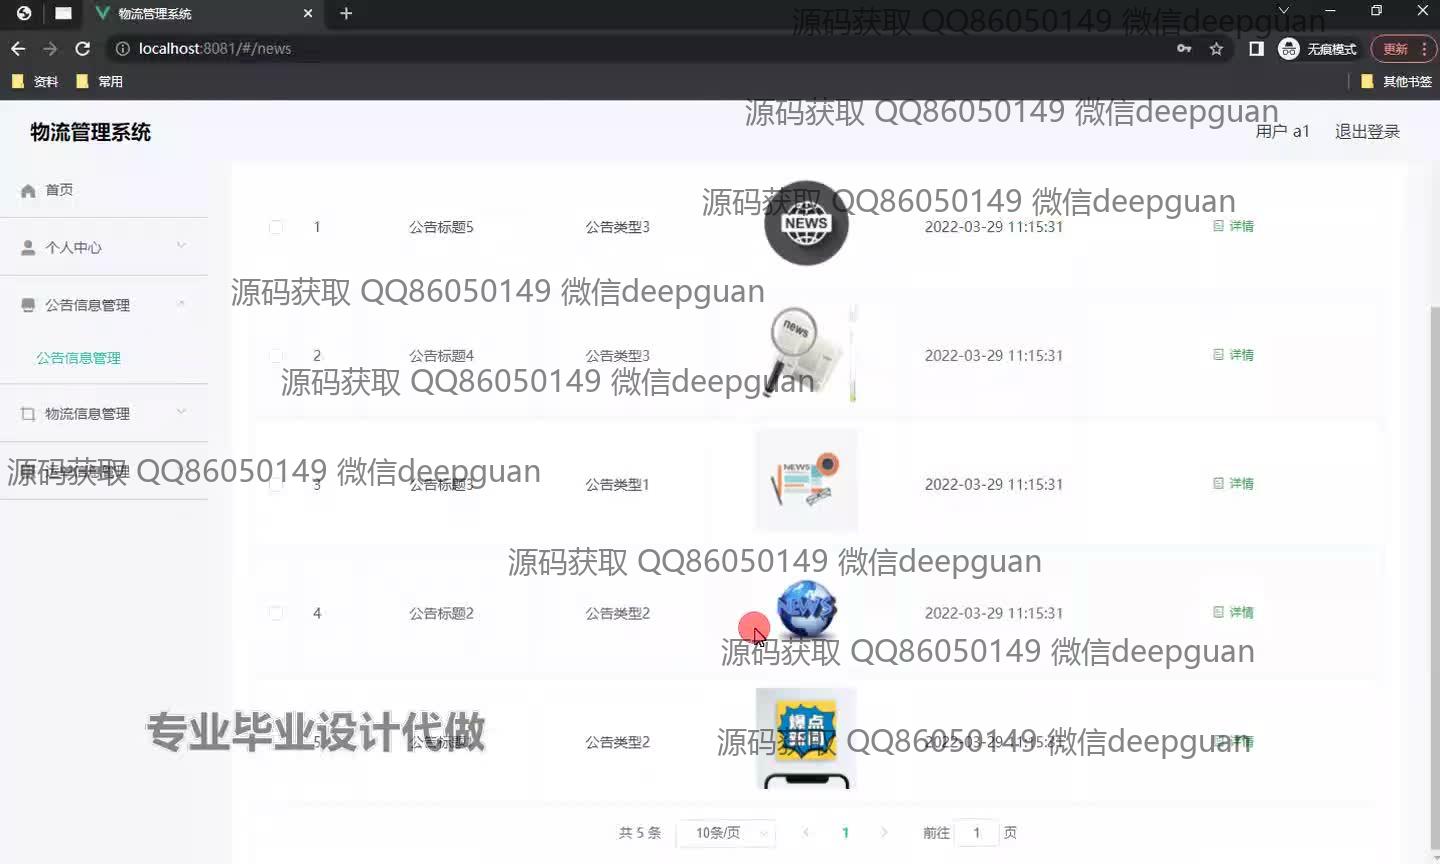 物流管理系统
源码获取 QQ86050149 微信deepguan
localhost:8081/#/news
无痕模式
更新
资料
常用
其他书签
源码获取 QQ86050149 微信deepguan
物流管理系统
用户 a1
退出登录
首页
源码获取 QQ86050149 微信deepguan
1 公告标题5 公告类型3 NEWS 2022-03-29 11:15:31 详情
个人中心
源码获取 QQ86050149 微信deepguan
公告信息管理
news
公告信息管理
2 公告标题4 公告类型3 2022-03-29 11:15:31 详情
源码获取 QQ86050149 微信deepguan
物流信息管理
NEWS
源码获取 QQ86050149 微信deepguan
3 公告标题3 公告类型1 2022-03-29 11:15:31 详情
源码获取 QQ86050149 微信deepguan
4 公告标题2 公告类型2 NEWS 2022-03-29 11:15:31 详情
源码获取 QQ86050149 微信deepguan
专业毕业设计代做
爆点
新闻
5 公告标题 公告类型2 2022-03-29 11:15:31 详情
源码获取 QQ86050149 微信deepguan
共 5 条
10条/页
1
前往 1 页